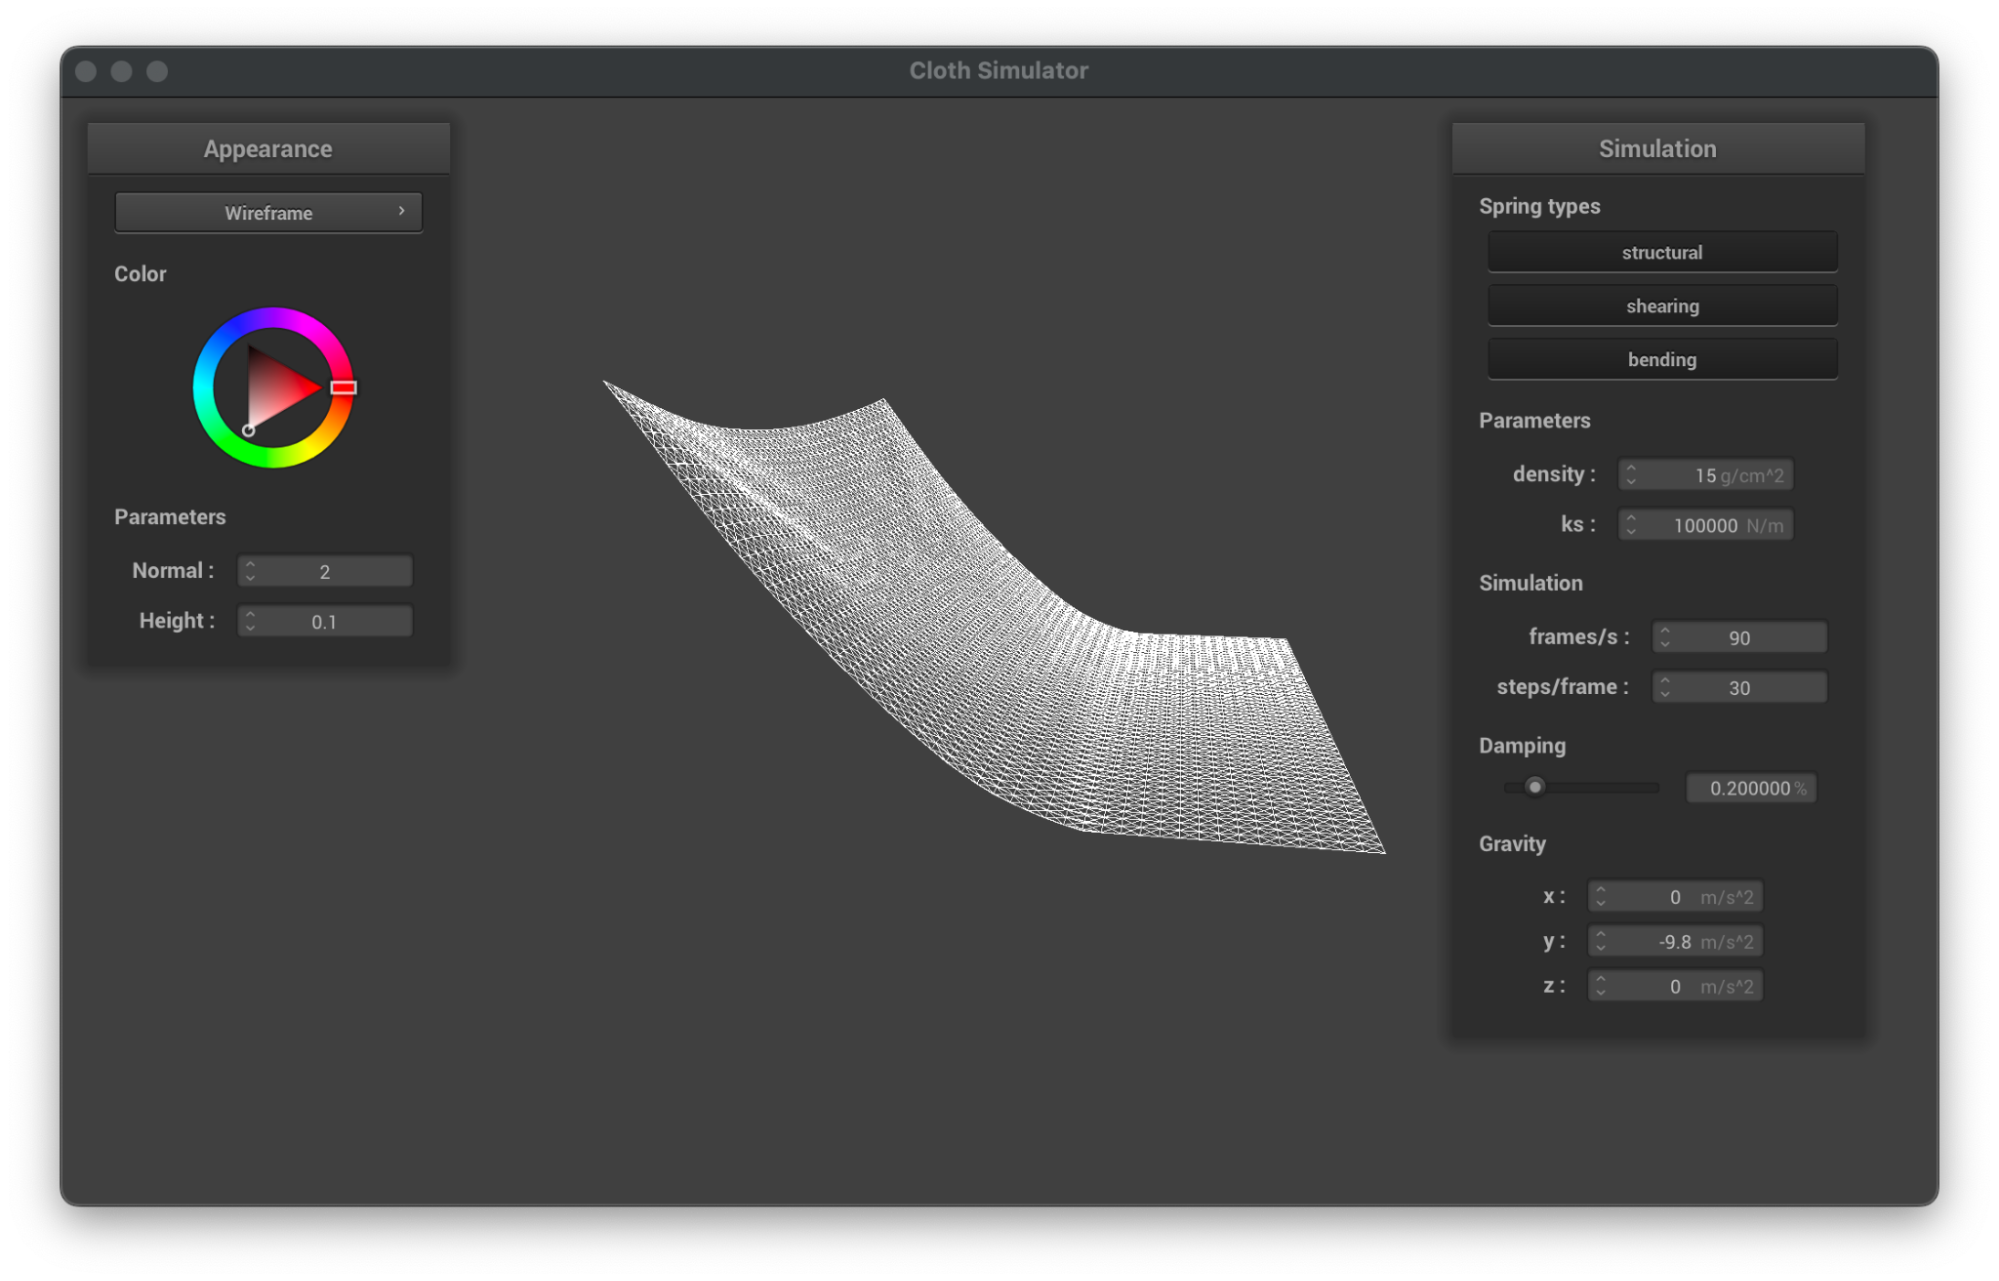 Cloth Simulator
Appearance
Wireframe
Color
Parameters
Normal : 2
Height : 0.1
Simulation
Spring types
structural
shearing
bending
Parameters
density : 15 g/cm^2
ks : 100000 N/m
Simulation
frames/s : 90
steps/frame : 30
Damping
0.200000 %
Gravity
x : 0 m/s^2
y : -9.8 m/s^2
z : 0 m/s^2